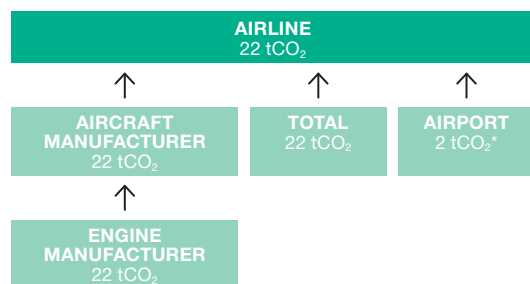 AIRLINE
22 tCO₂
AIRCRAFT
MANUFACTURER
22 tCO₂
TOTAL
22 tCO₂
AIRPORT
2 tCO₂*
ENGINE
MANUFACTURER
22 tCO₂